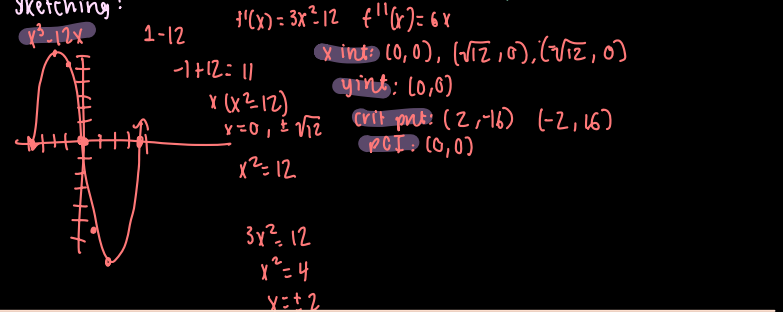 Sketching:
x³-12x
1-12
-1+12=11
x(x²-12)
x=0, ±√12
x²=12
3x²=12
x²=4
x=±2
f'(x)=3x²-12 f''(x)=6x
x int: (0,0), (√12,0),(-√12,0)
yint: (0,0)
crit pnt: (2,-16) (-2,16)
POI: (0,0)